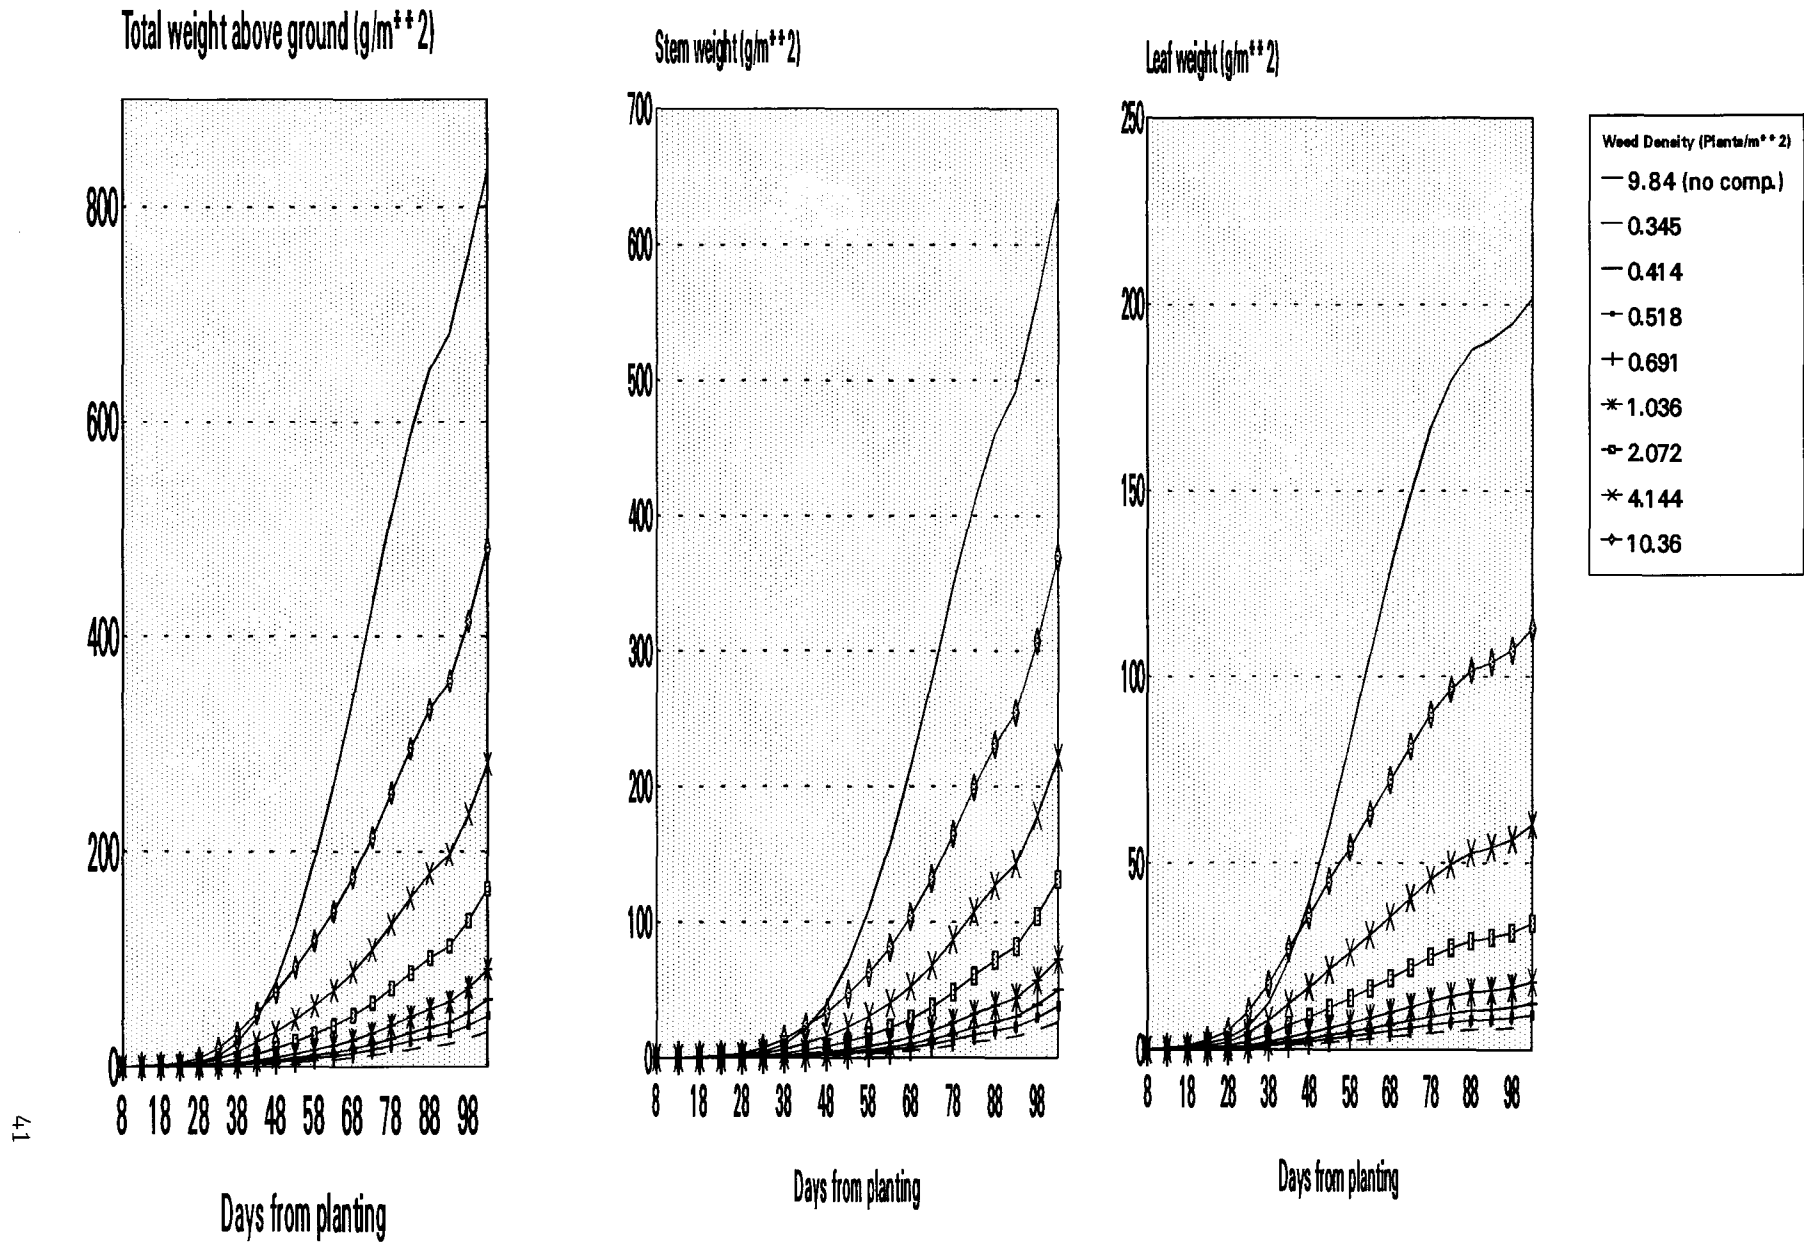 Total weight above ground (g/m**2)
800
600
400
200
0
8 18 28 38 48 58 68 78 88 98
Days from planting
Stem weight (g/m**2)
700
600
500
400
300
200
100
0
8 18 28 38 48 58 68 78 88 98
Days from planting
Leaf weight (g/m**2)
250
200
150
100
50
0
8 18 28 38 48 58 68 78 88 98
Days from planting
Weed Density (Plants/m**2)
9.84 (no comp.)
0.345
0.414
0.518
0.691
1.036
2.072
4.144
10.36
41